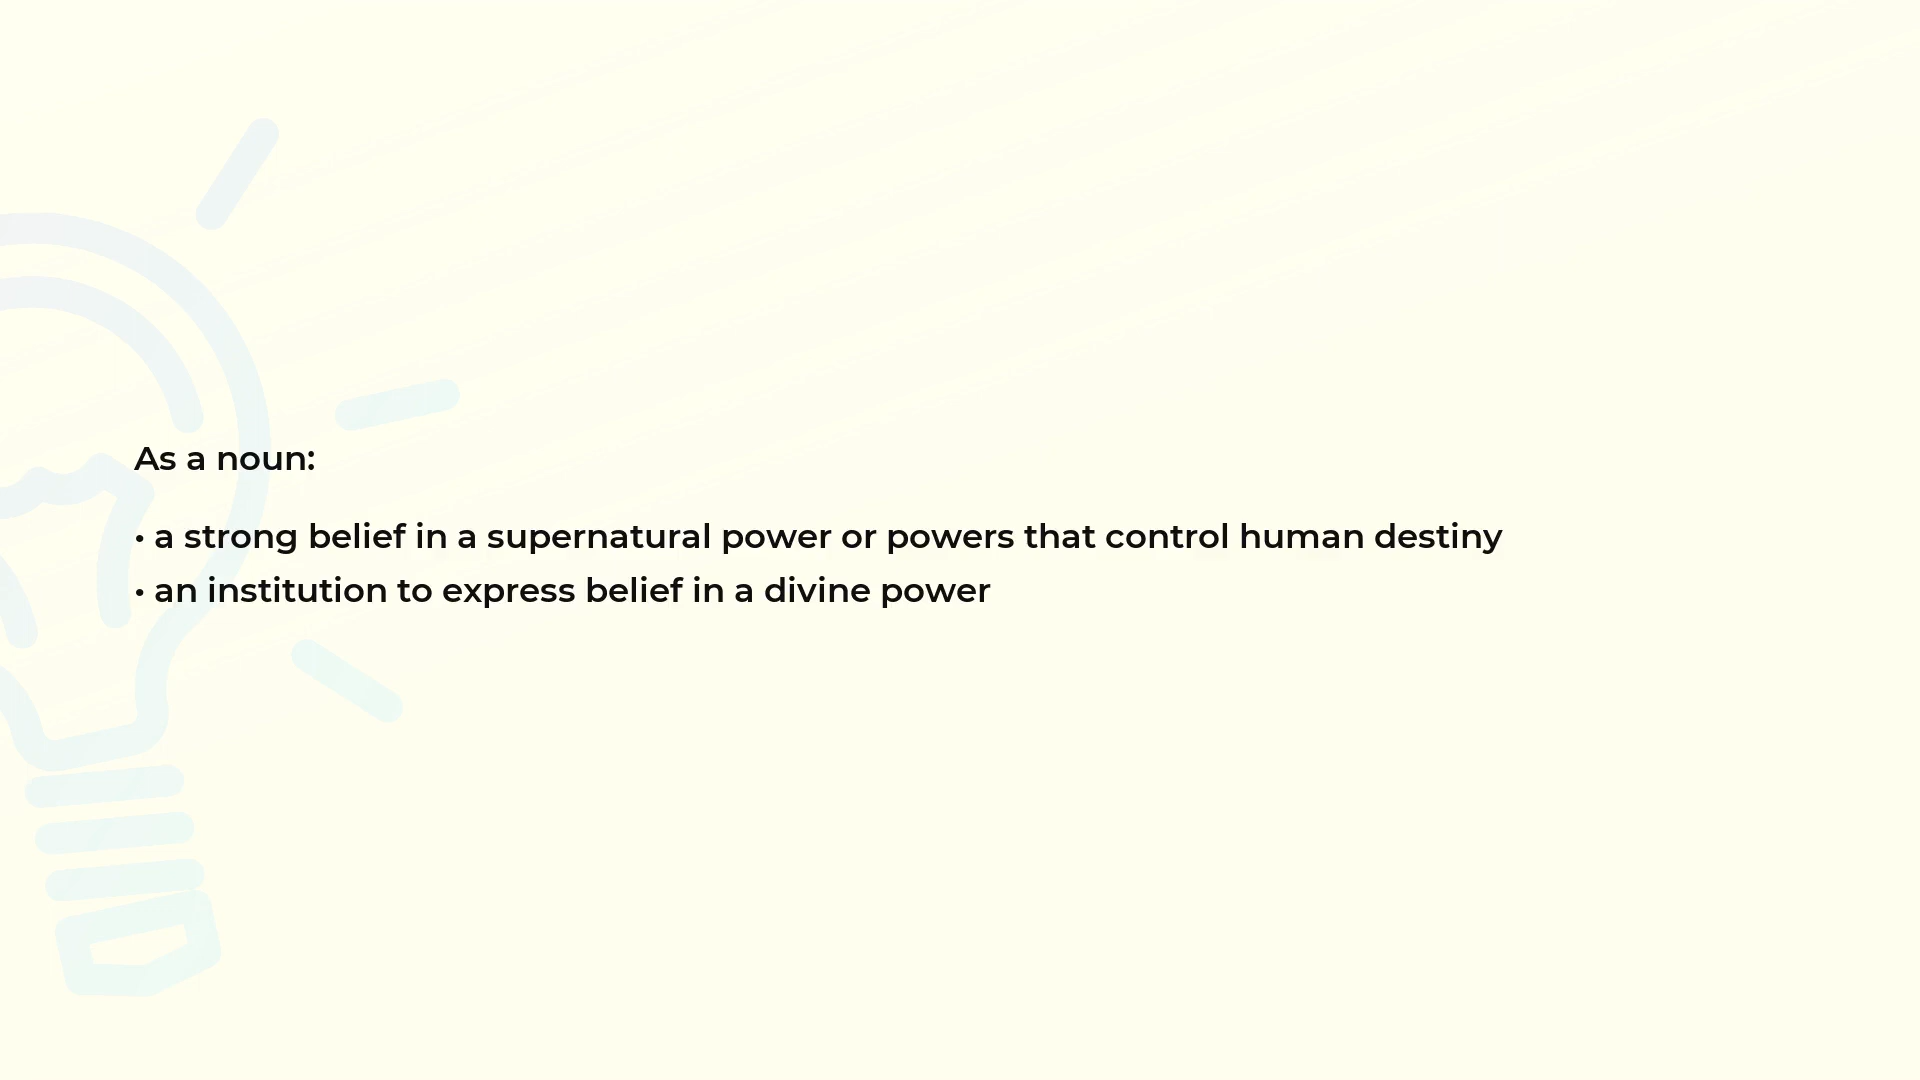 As a noun:
• a strong belief in a supernatural power or powers that control human destiny
• an institution to express belief in a divine power